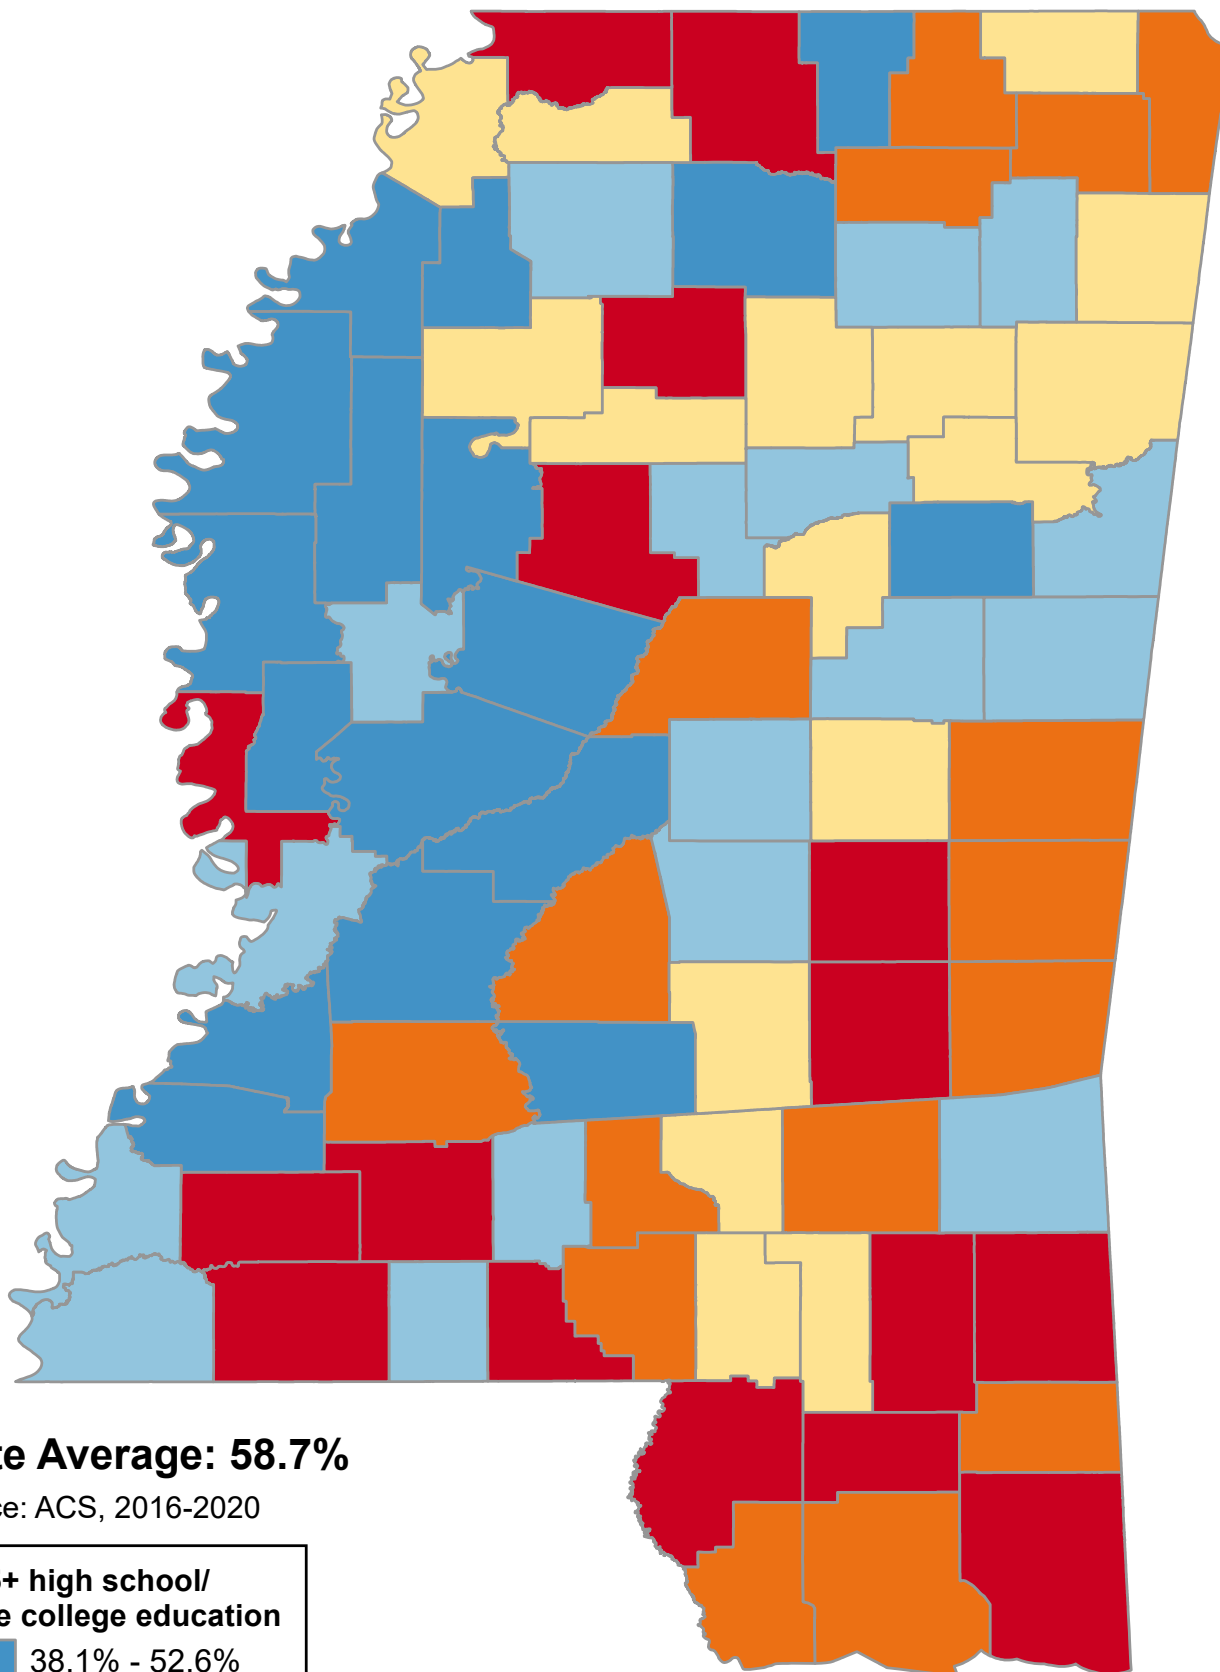 Average: 58.7%
ACS, 2016-2020
high school/
college education
38.1% - 52.6%